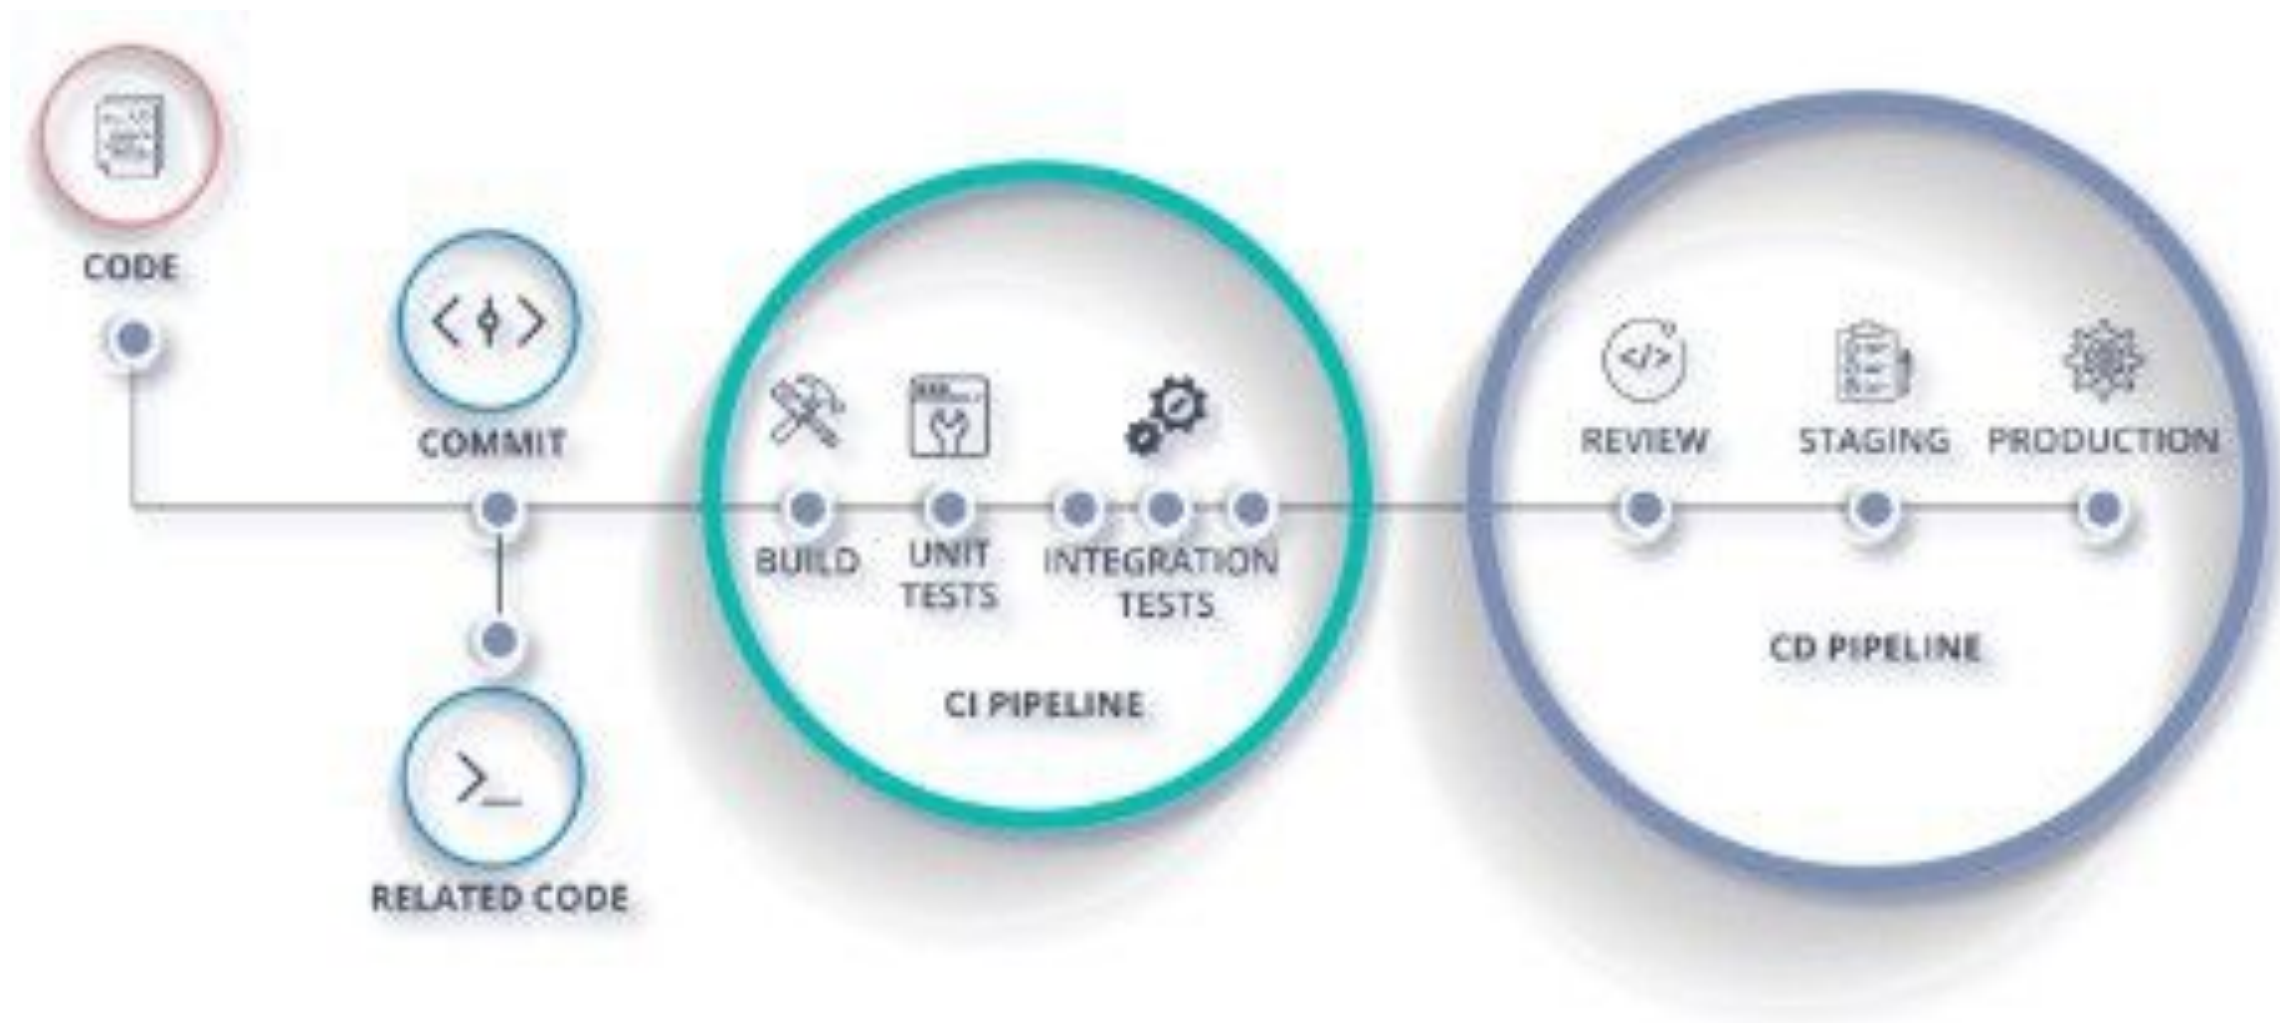 CODE
COMMIT
RELATED CODE
BUILD
UNIT
TESTS
INTEGRATION
TESTS
CI PIPELINE
REVIEW
STAGING
PRODUCTION
CD PIPELINE